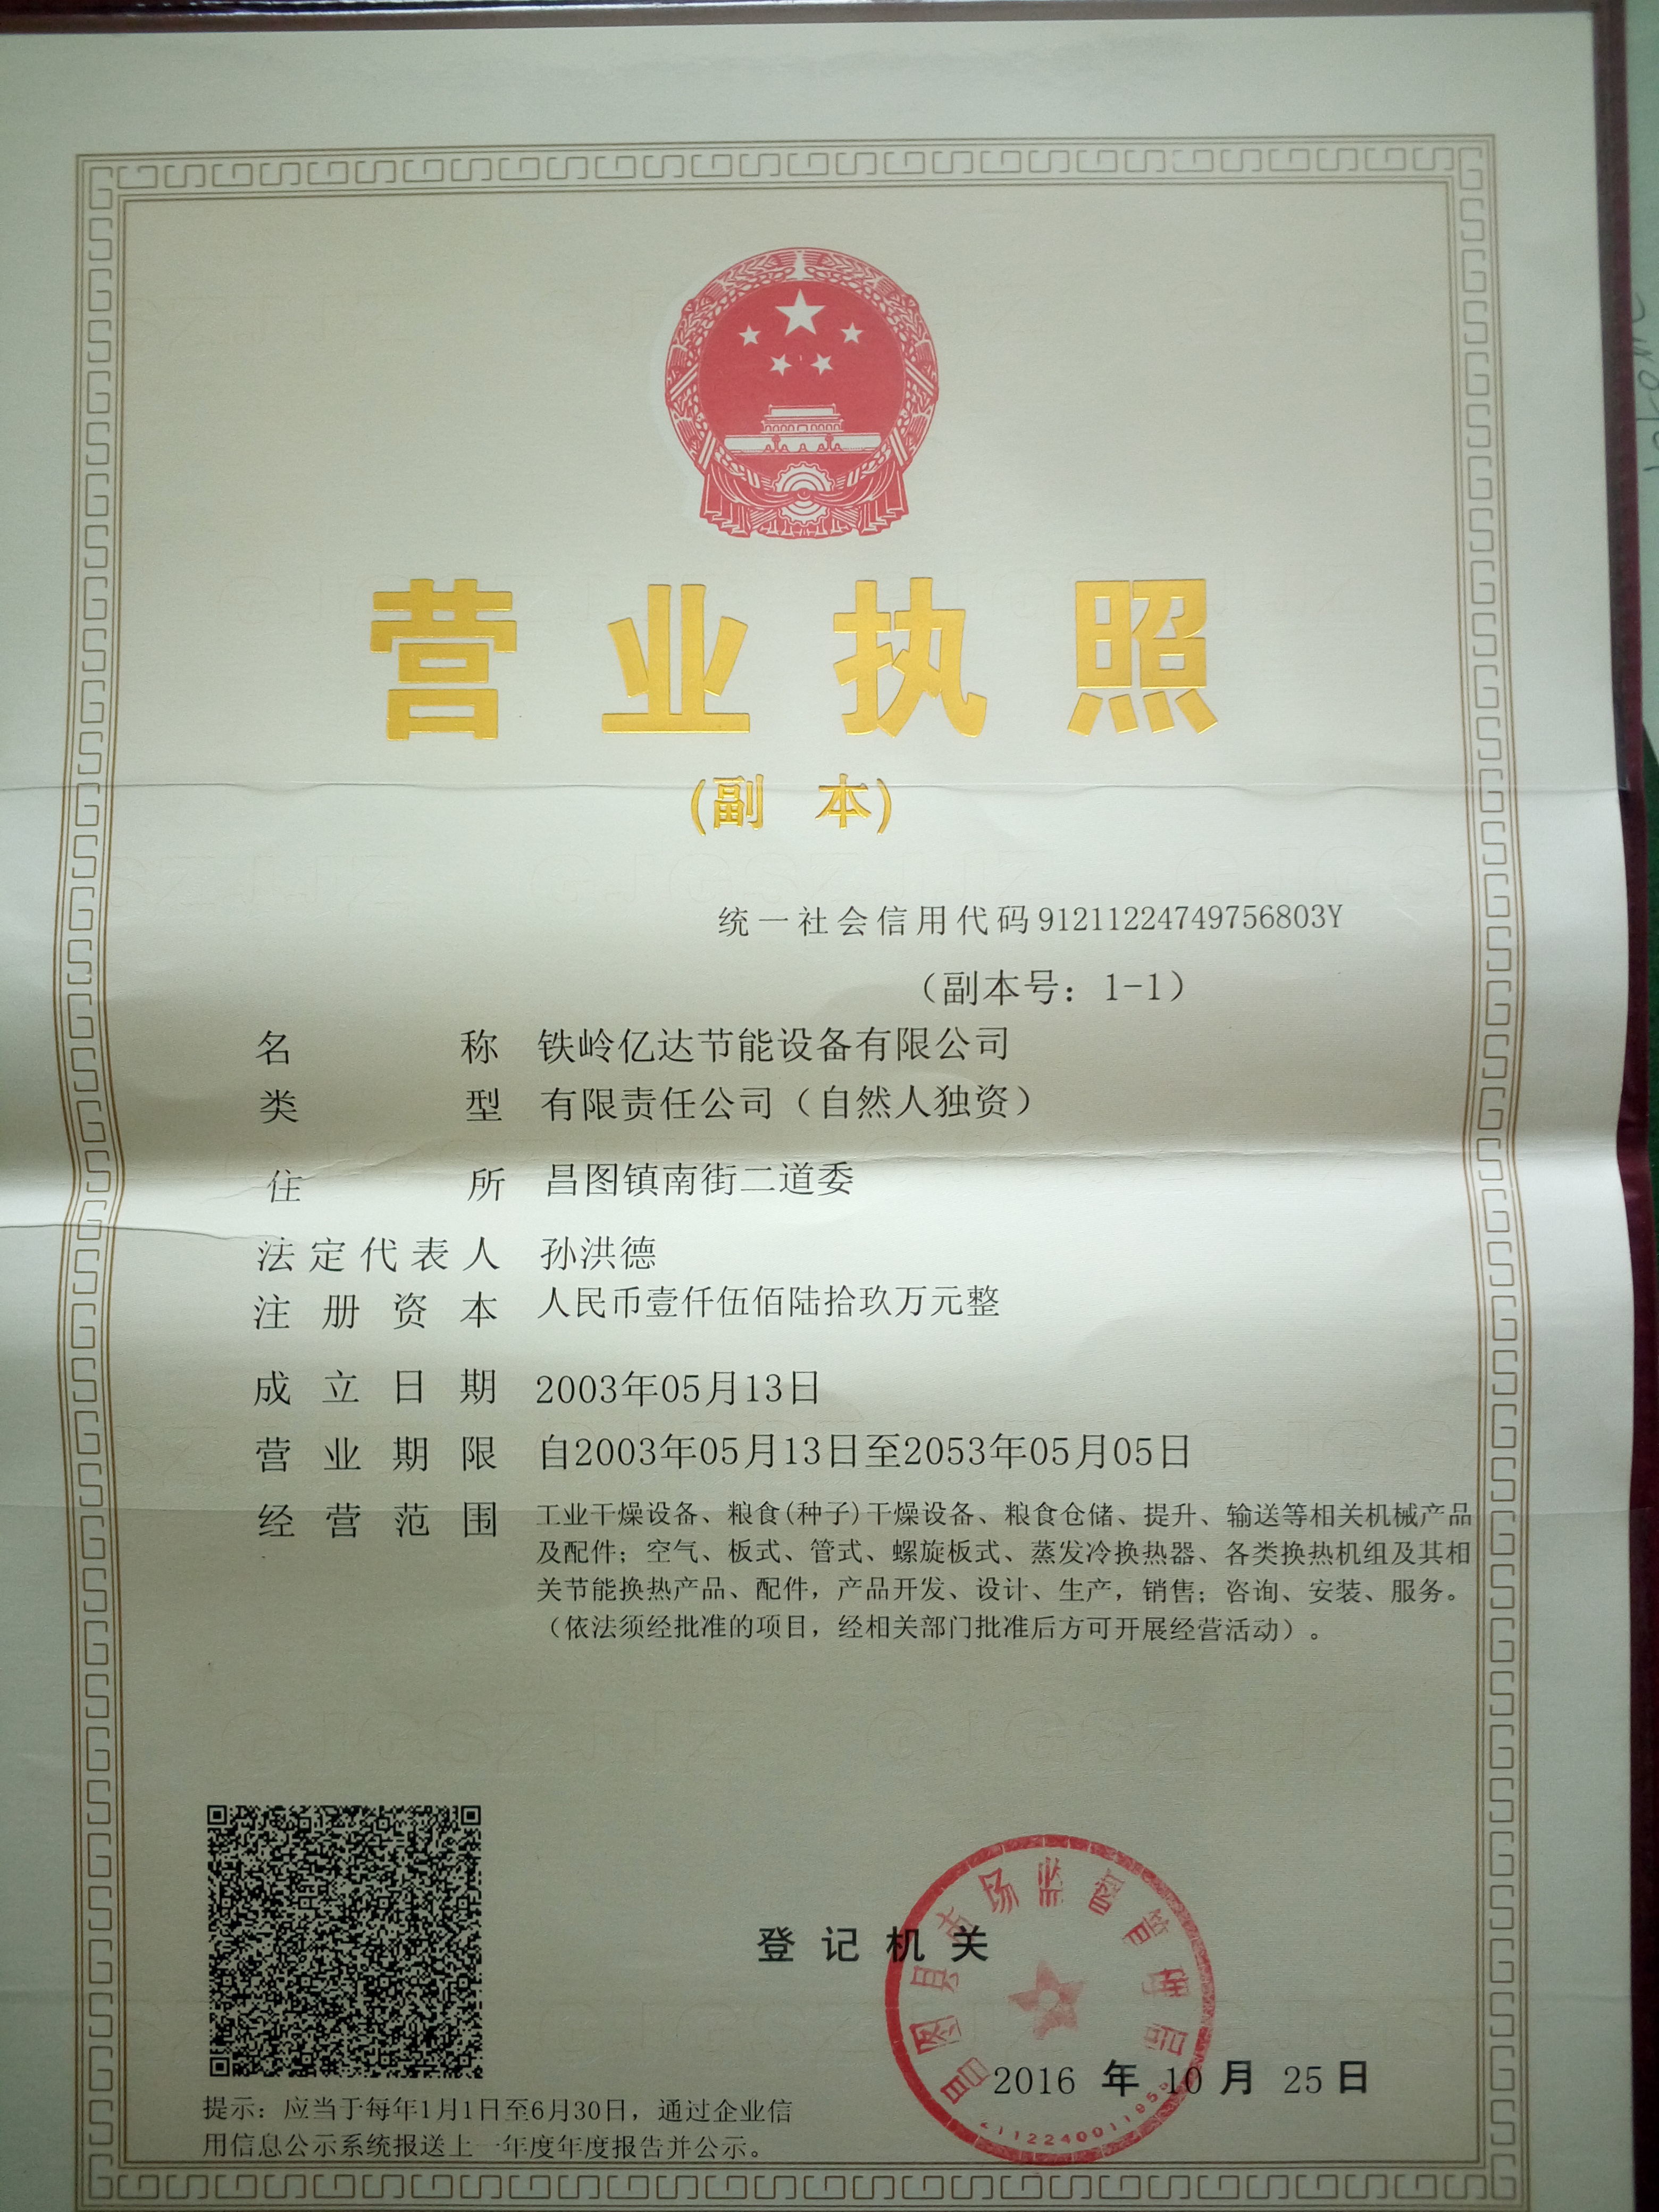 营业执照
(副 本)
统一社会信用代码91211224749756803Y
（副本号：1-1）
名 称 铁岭亿达节能设备有限公司
类 型 有限责任公司（自然人独资）
住 所 昌图镇南街二道委
法定代表人 孙洪德
注册资本 人民币壹仟伍佰陆拾玖万元整
成立日期 2003年05月13日
营业期限 自2003年05月13日至2053年05月05日
经营范围 工业干燥设备、粮食(种子)干燥设备、粮食仓储、提升、输送等相关机械产品
及配件；空气、板式、管式、螺旋板式、蒸发冷换热器、各类换热机组及其相
关节能换热产品、配件，产品开发、设计、生产，销售；咨询、安装、服务。
（依法须经批准的项目，经相关部门批准后方可开展经营活动）。
昌图县市场监督管理局
登记机关
2016 年 10 月 25 日
提示：应当于每年1月1日至6月30日，通过企业信
用信息公示系统报送上一年度年度报告并公示。